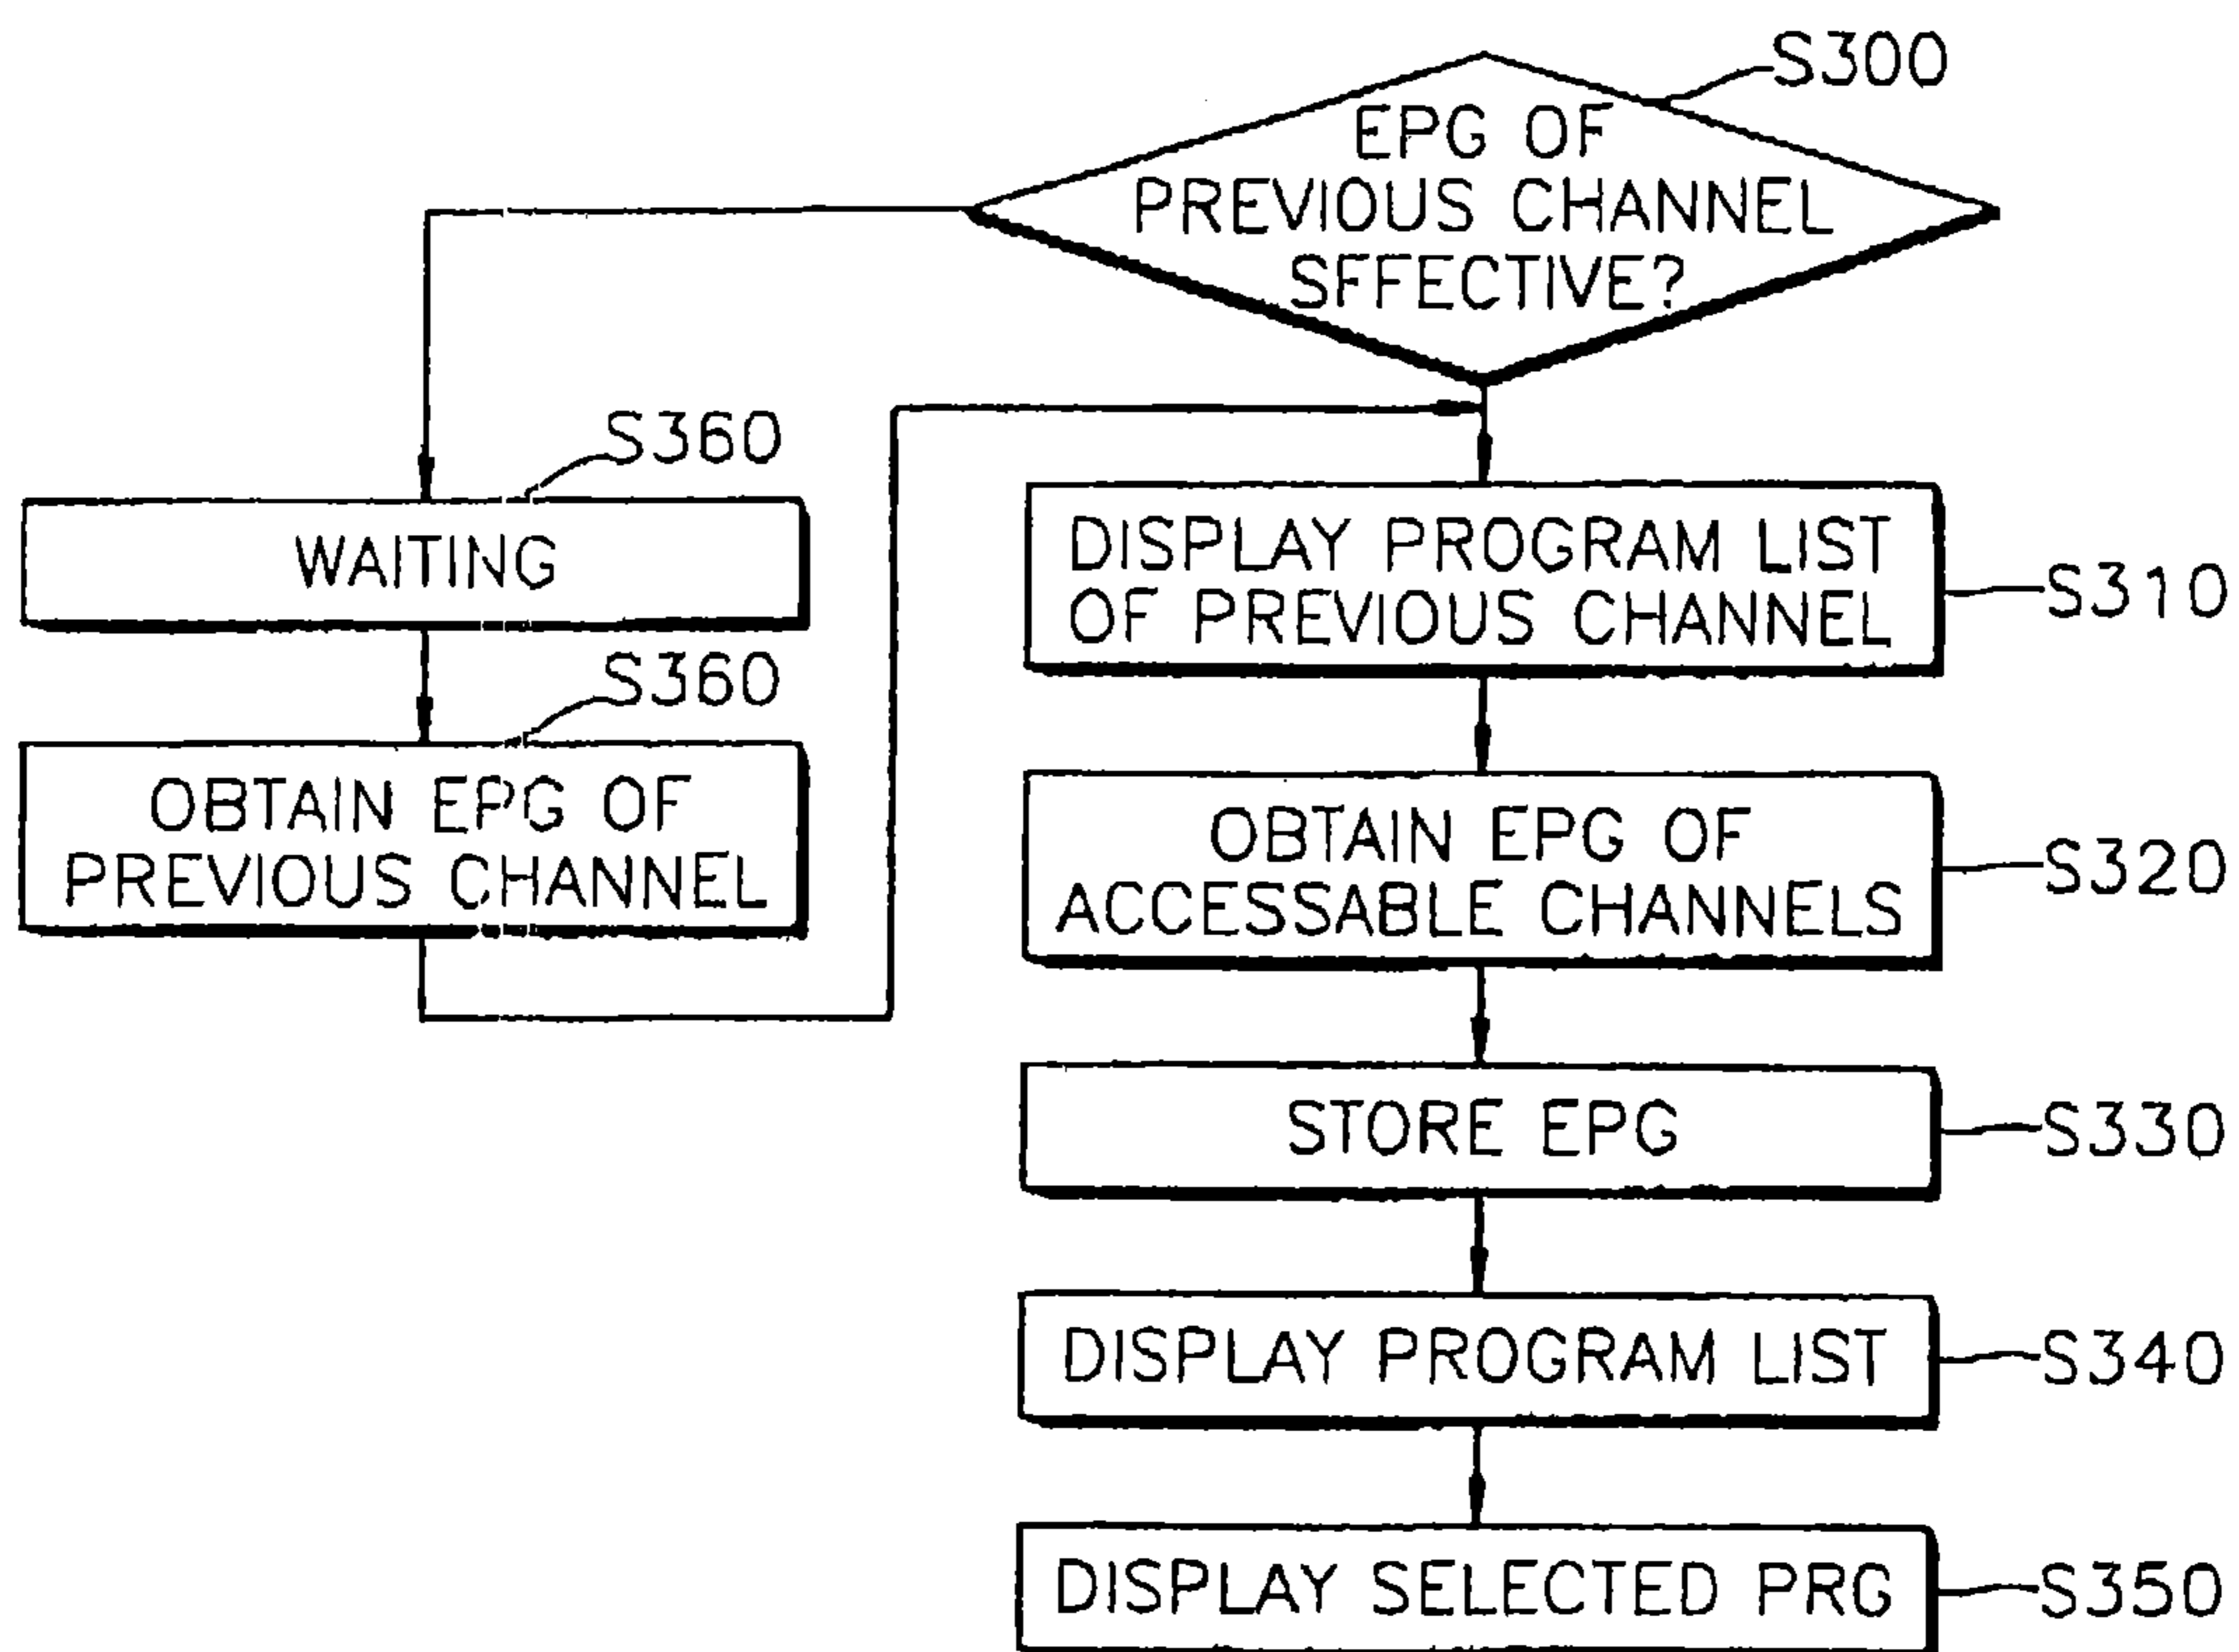 S300
EPG OF
PREVIOUS CHANNEL
SFFECTIVE?
S360
WAITING
S360
OBTAIN EPG OF
PREVIOUS CHANNEL
DISPLAY PROGRAM LIST
OF PREVIOUS CHANNEL
S310
OBTAIN EPG OF
ACCESSABLE CHANNELS
S320
STORE EPG
S330
DISPLAY PROGRAM LIST
S340
DISPLAY SELECTED PRG
S350